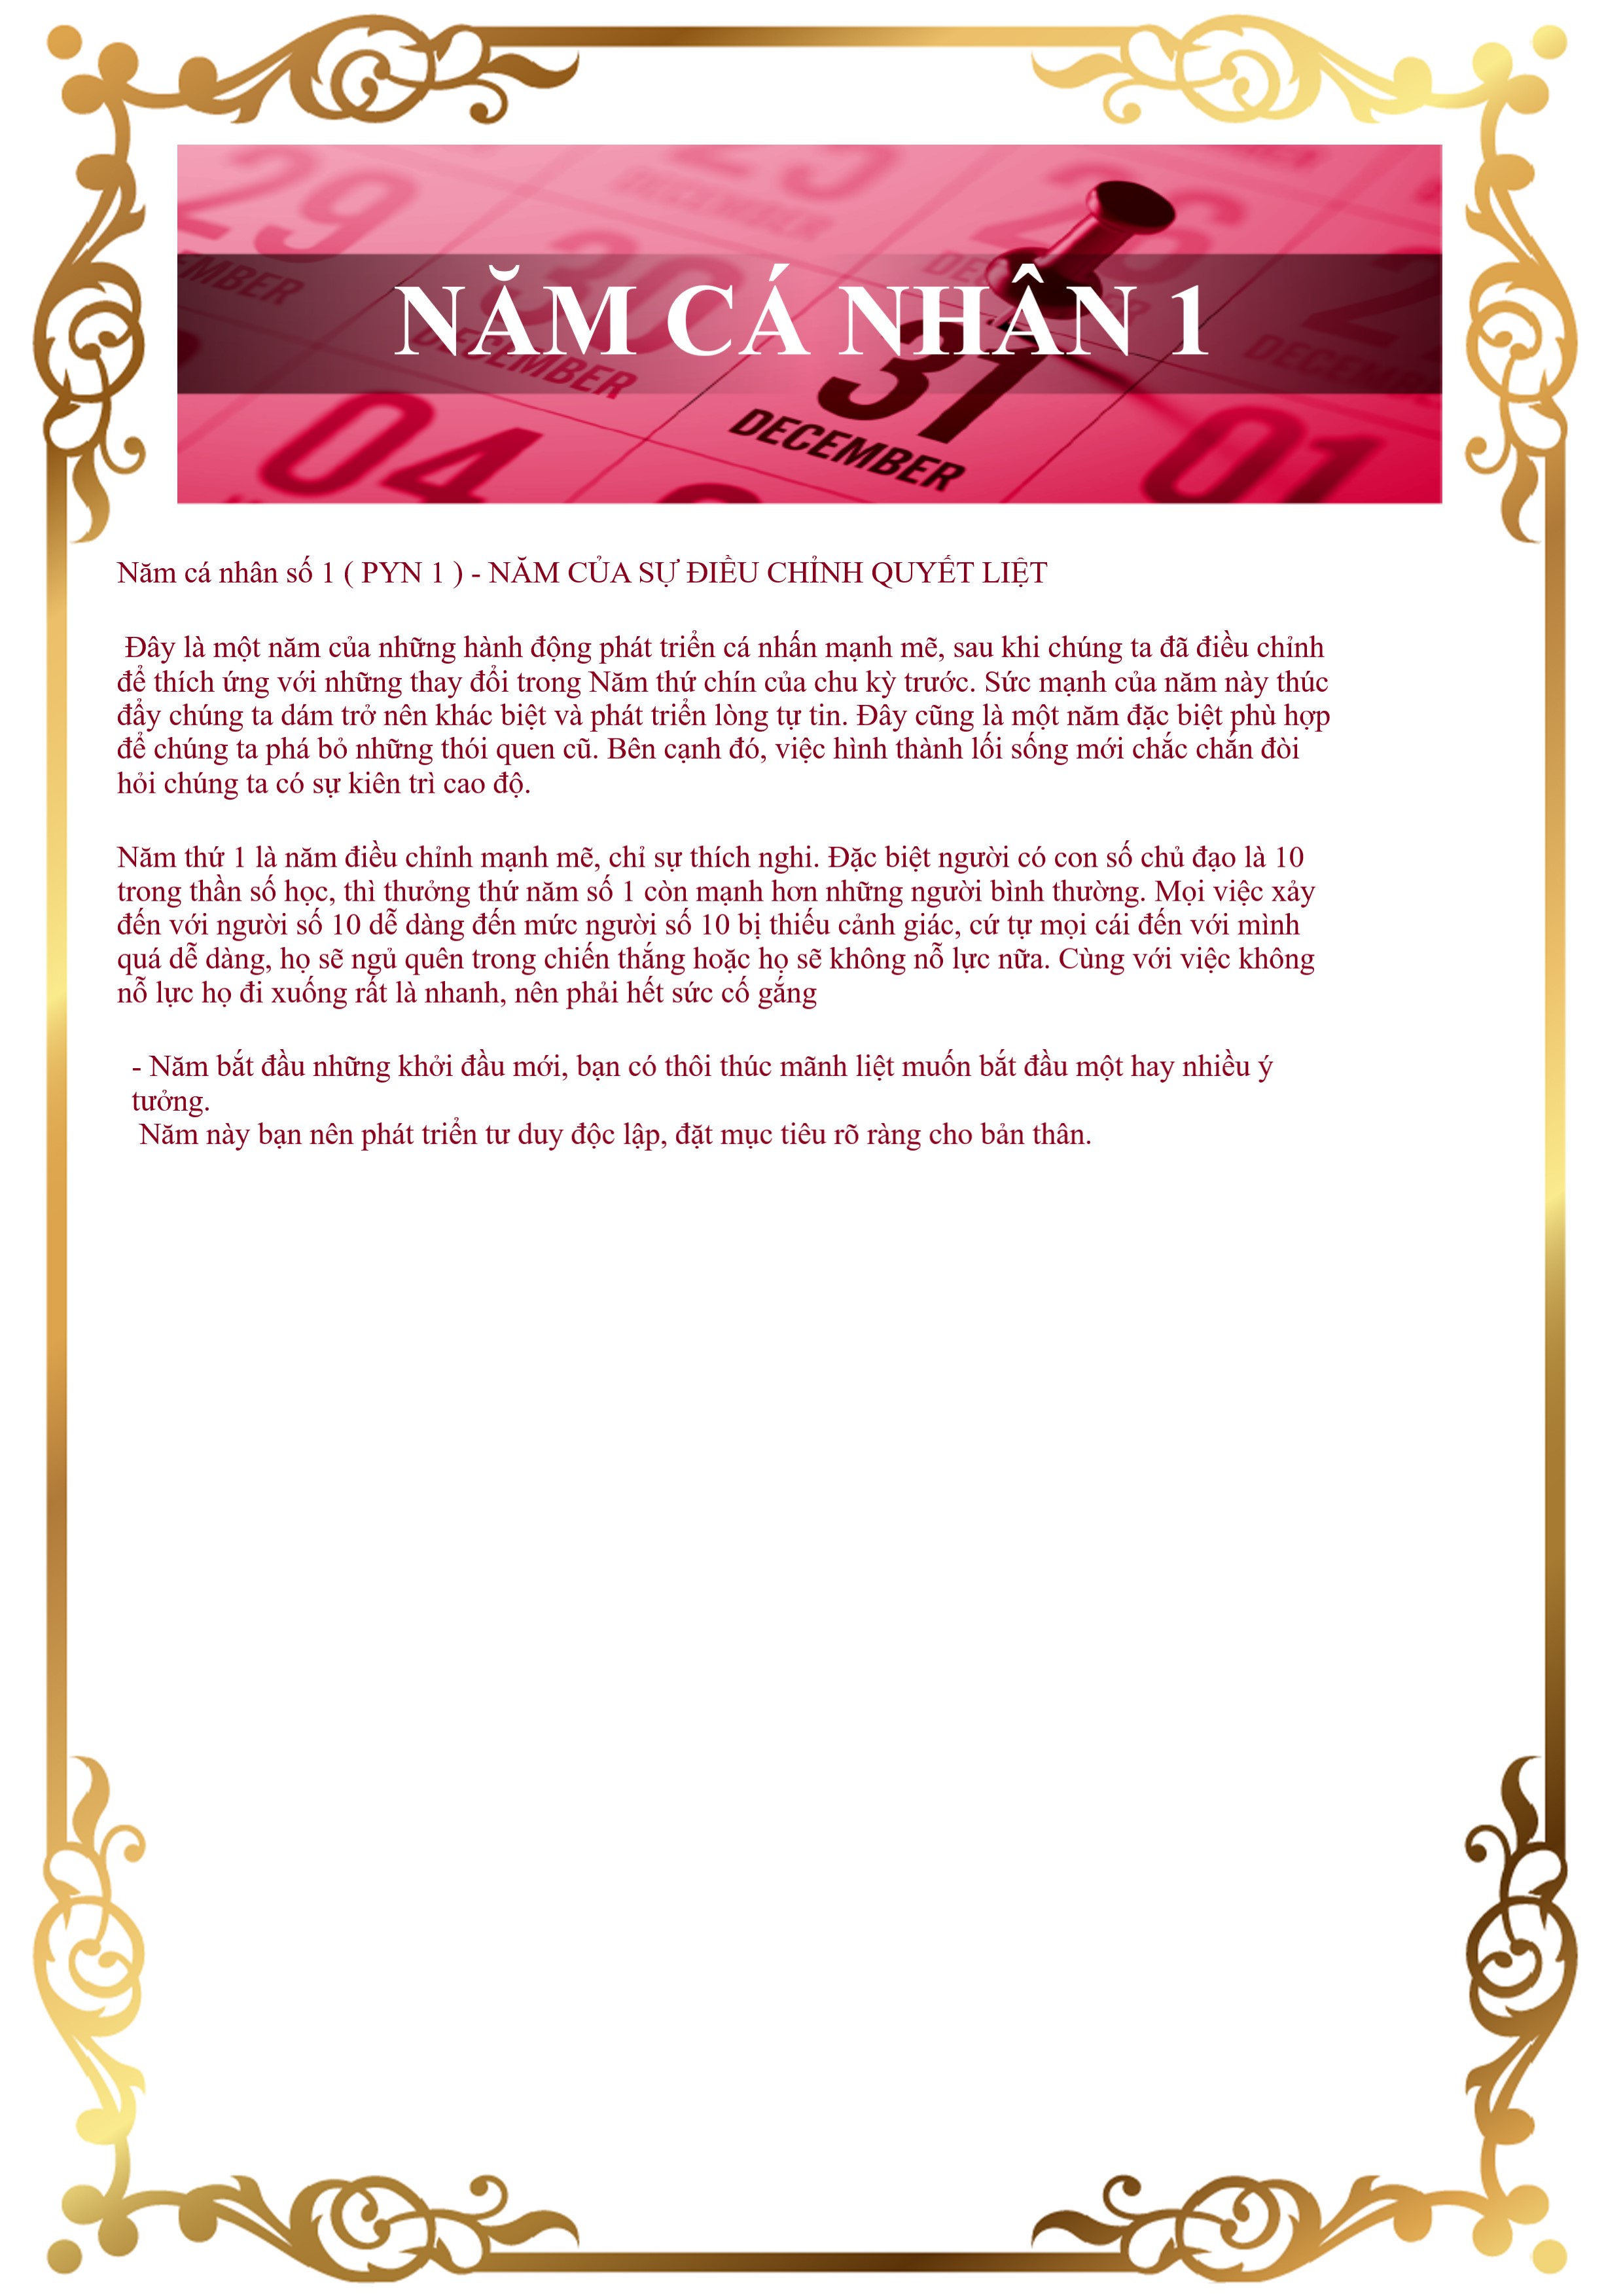 29
25
DECEMBER
26
DECEMBER
30
DECEMBER
NĂM CÁ NHÂN 1
DECEMBER
31
DECEMBER
04
01
Năm cá nhân số 1 ( PYN 1 ) - NĂM CỦA SỰ ĐIỀU CHỈNH QUYẾT LIỆT
Đây là một năm của những hành động phát triển cá nhấn mạnh mẽ, sau khi chúng ta đã điều chỉnh
để thích ứng với những thay đổi trong Năm thứ chín của chu kỳ trước. Sức mạnh của năm này thúc
đẩy chúng ta dám trở nên khác biệt và phát triển lòng tự tin. Đây cũng là một năm đặc biệt phù hợp
để chúng ta phá bỏ những thói quen cũ. Bên cạnh đó, việc hình thành lối sống mới chắc chắn đòi
hỏi chúng ta có sự kiên trì cao độ.
Năm thứ 1 là năm điều chỉnh mạnh mẽ, chỉ sự thích nghi. Đặc biệt người có con số chủ đạo là 10
trong thần số học, thì thưởng thứ năm số 1 còn mạnh hơn những người bình thường. Mọi việc xảy
đến với người số 10 dễ dàng đến mức người số 10 bị thiếu cảnh giác, cứ tự mọi cái đến với mình
quá dễ dàng, họ sẽ ngủ quên trong chiến thắng hoặc họ sẽ không nỗ lực nữa. Cùng với việc không
nỗ lực họ đi xuống rất là nhanh, nên phải hết sức cố gắng
- Năm bắt đầu những khởi đầu mới, bạn có thôi thúc mãnh liệt muốn bắt đầu một hay nhiều ý
tưởng.
Năm này bạn nên phát triển tư duy độc lập, đặt mục tiêu rõ ràng cho bản thân.